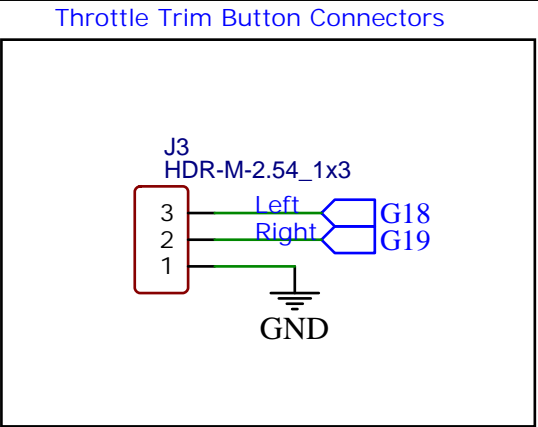 Throttle Trim Button Connectors
J3
HDR-M-2.54_1x3
3 Left G18
2 Right G19
1
GND